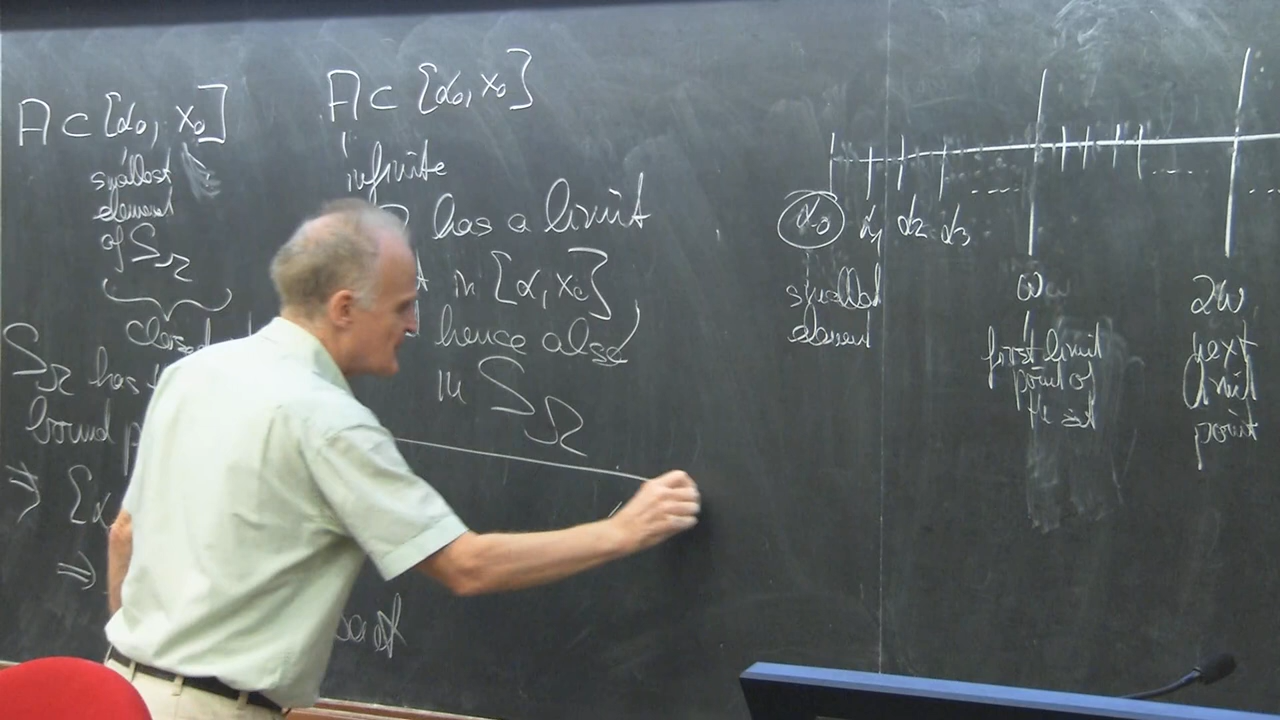 A ⊂ [α₀, x₀]
smallest
element
of S_Ω
closed
S_Ω has
bound
⇒ {α
⇒
A ⊂ [α₀, x₀]
infinite
has a limit
in [α, x₀]
hence also
in S_Ω
α₀ α₁ α₂ α₃ ....
smallest
element
ω
first limit
point of
the set
....
2ω
next
limit
point
...